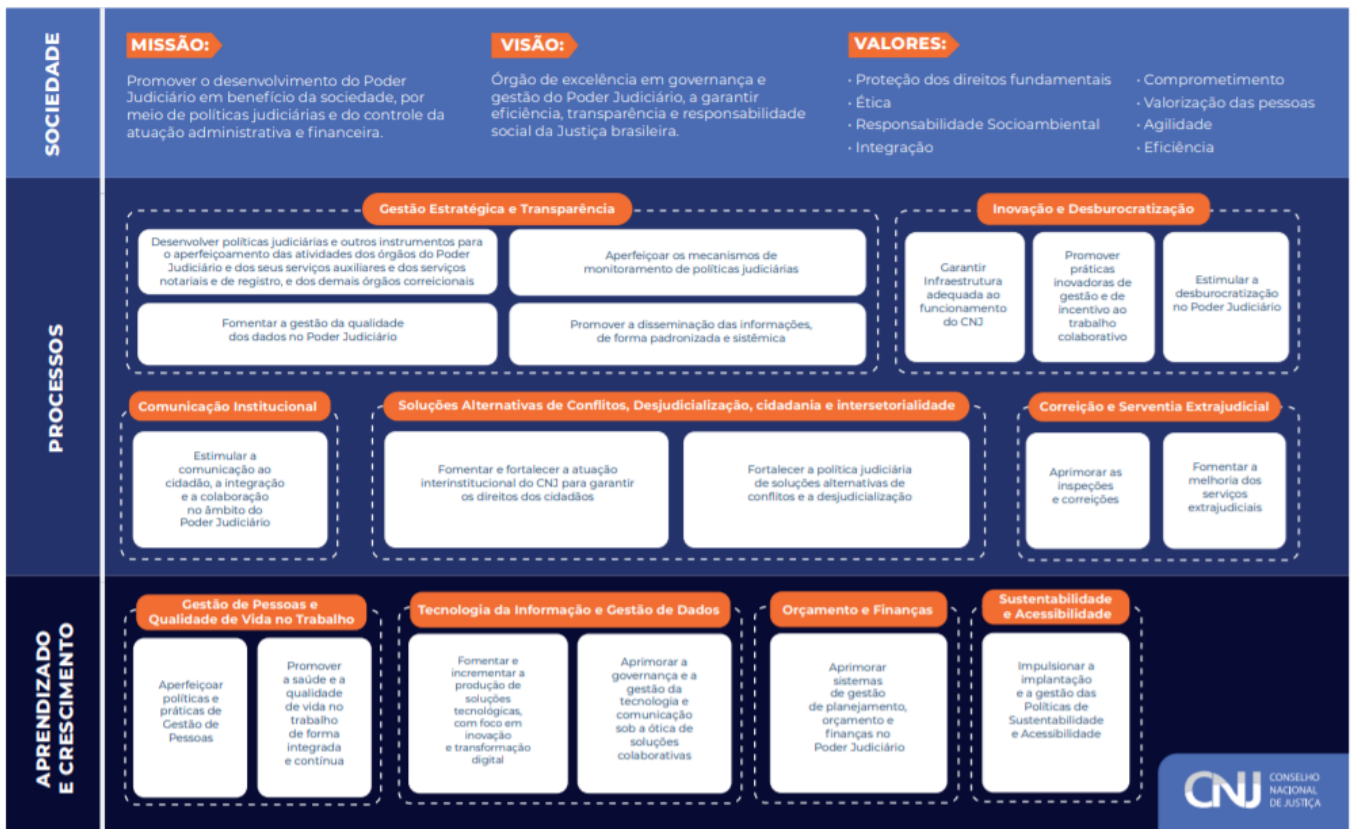 SOCIEDADE
MISSÃO:
Promover o desenvolvimento do Poder
Judiciário em benefício da sociedade, por
meio de políticas judiciárias e do controle da
atuação administrativa e financeira.
VISÃO:
Órgão de excelência em governança e
gestão do Poder Judiciário, a garantir
eficiência, transparência e responsabilidade
social da Justiça brasileira.
VALORES:
· Proteção dos direitos fundamentais
· Ética
· Responsabilidade Socioambiental
· Integração
· Comprometimento
· Valorização das pessoas
· Agilidade
· Eficiência
PROCESSOS
Gestão Estratégica e Transparência
Desenvolver políticas judiciárias e outros instrumentos para
o aperfeiçoamento das atividades dos órgãos do Poder
Judiciário e dos seus serviços auxiliares e dos serviços
notariais e de registro, e dos demais órgãos correicionais
Aperfeiçoar os mecanismos de
monitoramento de políticas judiciárias
Fomentar a gestão da qualidade
dos dados no Poder Judiciário
Promover a disseminação das informações,
de forma padronizada e sistêmica
Inovação e Desburocratização
Garantir
Infraestrutura
adequada ao
funcionamento
do CNJ
Promover
práticas
inovadoras de
gestão e de
incentivo ao
trabalho
colaborativo
Estimular a
desburocratização
no Poder Judiciário
Comunicação Institucional
Estimular a
comunicação ao
cidadão, a integração
e a colaboração
no âmbito do
Poder Judiciário
Soluções Alternativas de Conflitos, Desjudicialização, cidadania e intersetorialidade
Fomentar e fortalecer a atuação
interinstitucional do CNJ para garantir
os direitos dos cidadãos
Fortalecer a política judiciária
de soluções alternativas de
conflitos e a desjudicialização
Correição e Serventia Extrajudicial
Aprimorar as
inspeções
e correições
Fomentar a
melhoria dos
serviços
extrajudiciais
APRENDIZADO
E CRESCIMENTO
Gestão de Pessoas e
Qualidade de Vida no Trabalho
Aperfeiçoar
políticas e
práticas de
Gestão de
Pessoas
Promover
a saúde e a
qualidade
de vida no
trabalho
de forma
integrada
e contínua
Tecnologia da Informação e Gestão de Dados
Fomentar e
incrementar a
produção de
soluções
tecnológicas,
com foco em
inovação
e transformação
digital
Aprimorar a
governança e a
gestão da
tecnologia e
comunicação
sob a ótica de
soluções
colaborativas
Orçamento e Finanças
Aprimorar
sistemas
de gestão
de planejamento,
orçamento e
finanças no
Poder Judiciário
Sustentabilidade
e Acessibilidade
Impulsionar a
implantação
e a gestão das
Políticas de
Sustentabilidade
e Acessibilidade
CNJ
CONSELHO
NACIONAL
DE JUSTIÇA